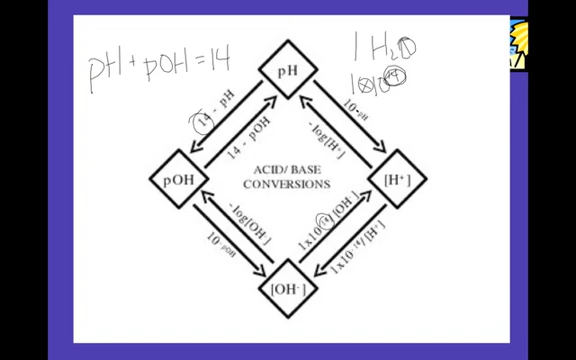 pH + pOH = 14
1 H₂O
1x10⁻¹⁴
pH
14 - pH
14 - pOH
10⁻ᵖᴴ
-log[H⁺]
ACID/ BASE
CONVERSIONS
pOH
[H⁺]
-log[OH⁻]
10⁻ᵖᴼᴴ
1x10⁻¹⁴/[OH⁻]
1x10⁻¹⁴/[H⁺]
[OH⁻]